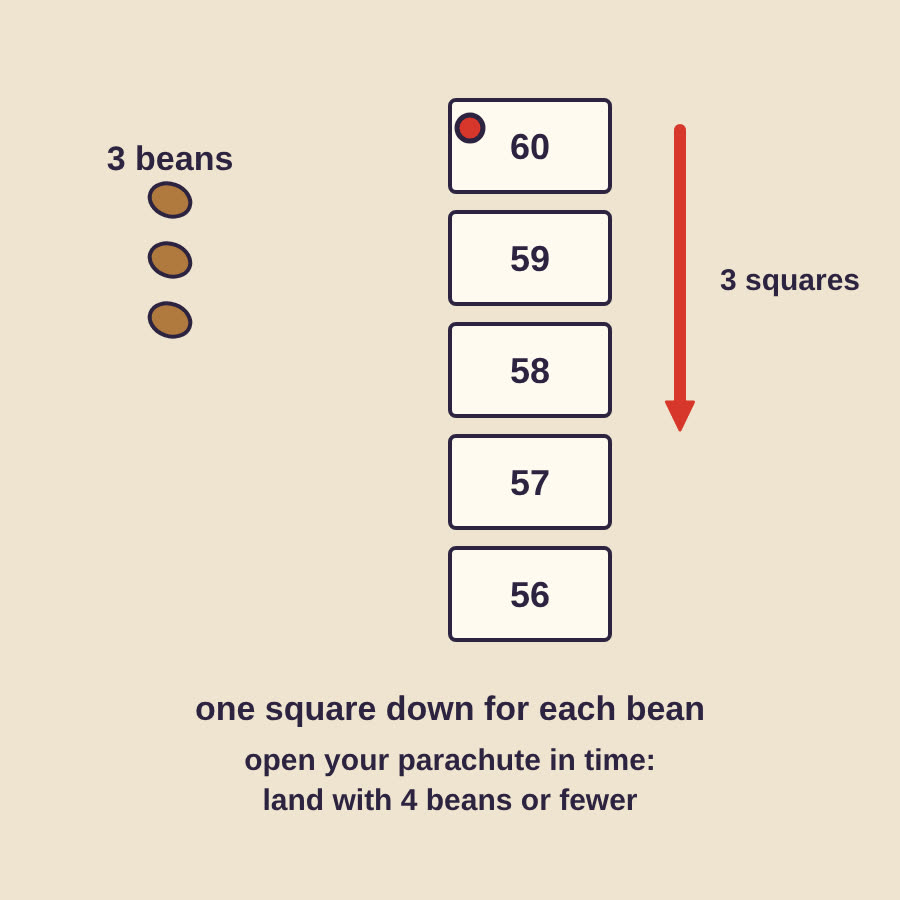 3 beans
60
59
58
57
56
3 squares
one square down for each bean
open your parachute in time:
land with 4 beans or fewer